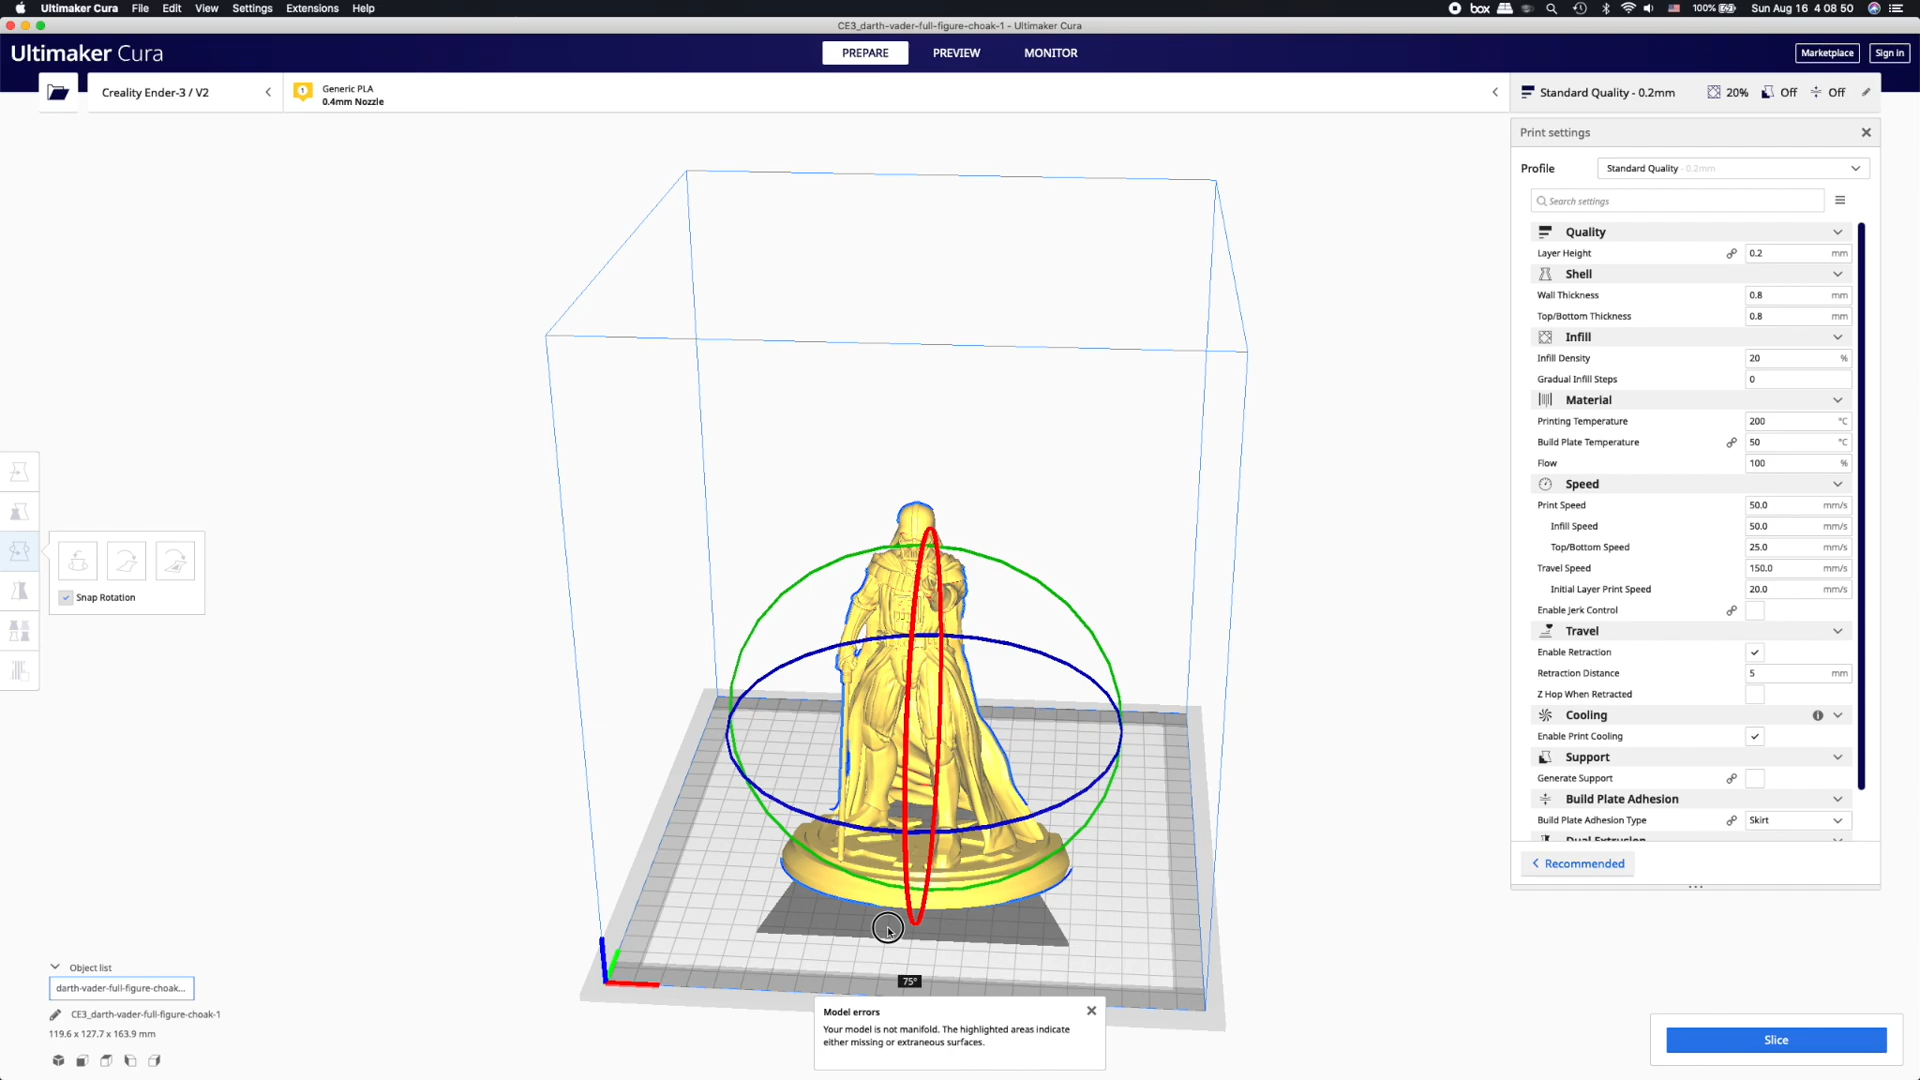 Ultimaker Cura File Edit View Settings Extensions Help
box 100% Sun Aug 16 4 08 50
CE3_darth-vader-full-figure-choak-1 - Ultimaker Cura
Ultimaker Cura
PREPARE PREVIEW MONITOR
Marketplace Sign in
Creality Ender-3 / V2
1 Generic PLA
0.4mm Nozzle
Standard Quality - 0.2mm 20% Off Off
Print settings
Profile Standard Quality - 0.2mm
Search settings
Quality
Layer Height 0.2 mm
Shell
Wall Thickness 0.8 mm
Top/Bottom Thickness 0.8 mm
Infill
Infill Density 20 %
Gradual Infill Steps 0
Material
Printing Temperature 200 °C
Build Plate Temperature 50 °C
Flow 100 %
Speed
Print Speed 50.0 mm/s
Infill Speed 50.0 mm/s
Top/Bottom Speed 25.0 mm/s
Travel Speed 150.0 mm/s
Initial Layer Print Speed 20.0 mm/s
Enable Jerk Control
Travel
Enable Retraction
Retraction Distance 5 mm
Z Hop When Retracted
Cooling
Enable Print Cooling
Support
Generate Support
Build Plate Adhesion
Build Plate Adhesion Type Skirt
Dual Extrusion
Recommended
Snap Rotation
75°
Object list
darth-vader-full-figure-choak...
CE3_darth-vader-full-figure-choak-1
119.6 x 127.7 x 163.9 mm
Model errors
Your model is not manifold. The highlighted areas indicate
either missing or extraneous surfaces.
Slice